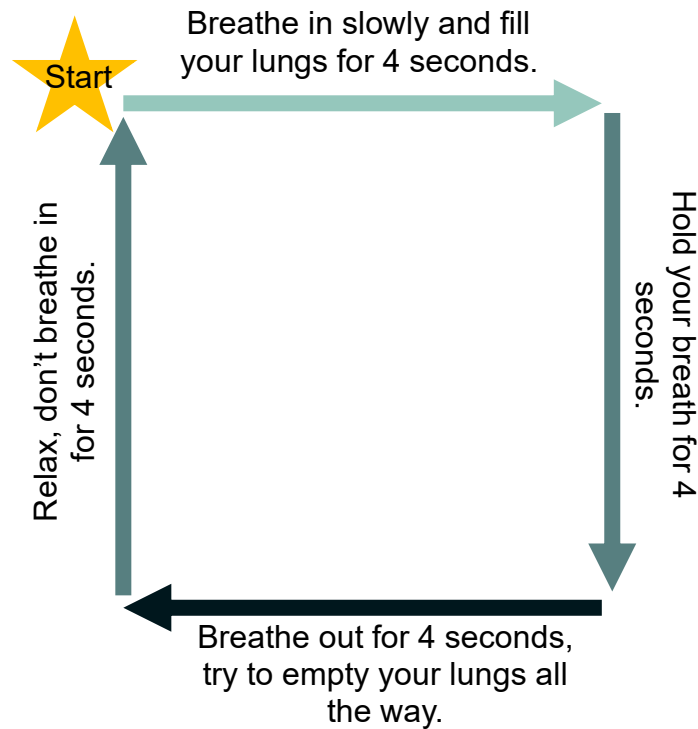 Start
Breathe in slowly and fill
your lungs for 4 seconds.
Hold your breath for 4
seconds.
Breathe out for 4 seconds,
try to empty your lungs all
the way.
Relax, don’t breathe in
for 4 seconds.